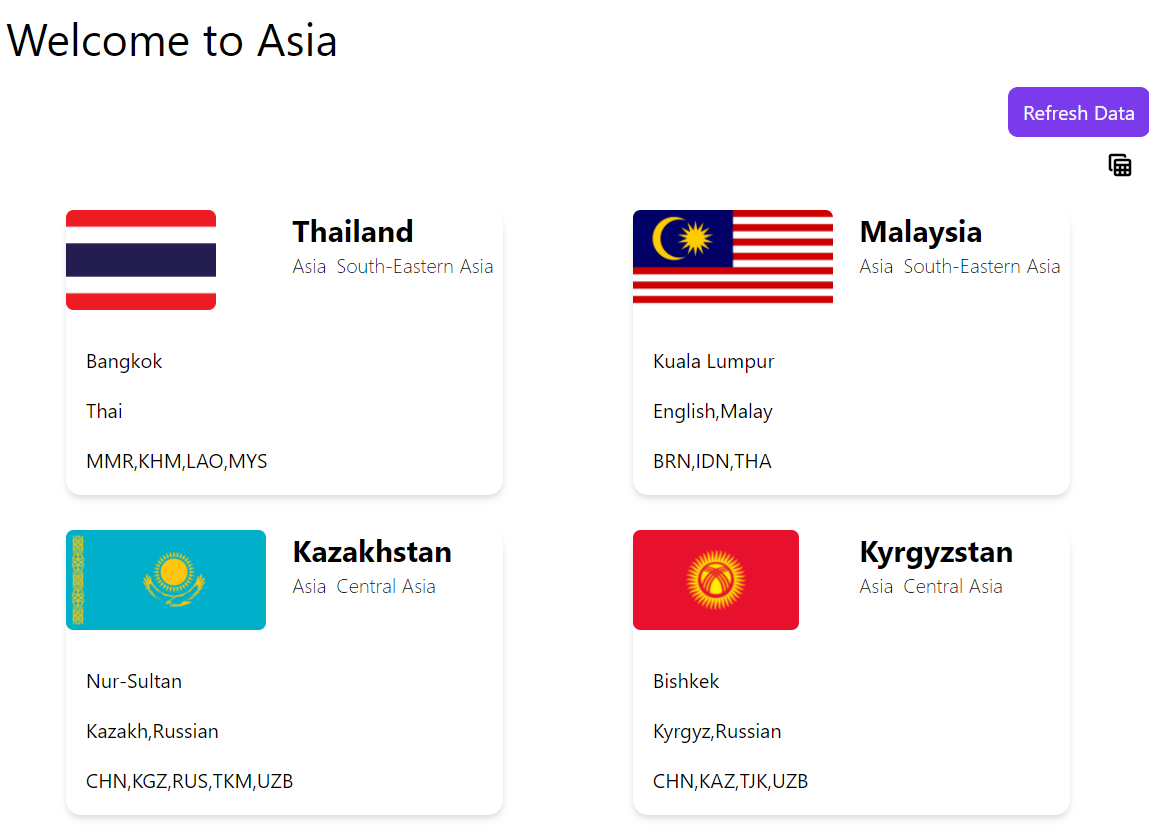 Welcome to Asia
Refresh Data
Thailand
Asia South-Eastern Asia
Bangkok
Thai
MMR,KHM,LAO,MYS
Malaysia
Asia South-Eastern Asia
Kuala Lumpur
English,Malay
BRN,IDN,THA
Kazakhstan
Asia Central Asia
Nur-Sultan
Kazakh,Russian
CHN,KGZ,RUS,TKM,UZB
Kyrgyzstan
Asia Central Asia
Bishkek
Kyrgyz,Russian
CHN,KAZ,TJK,UZB